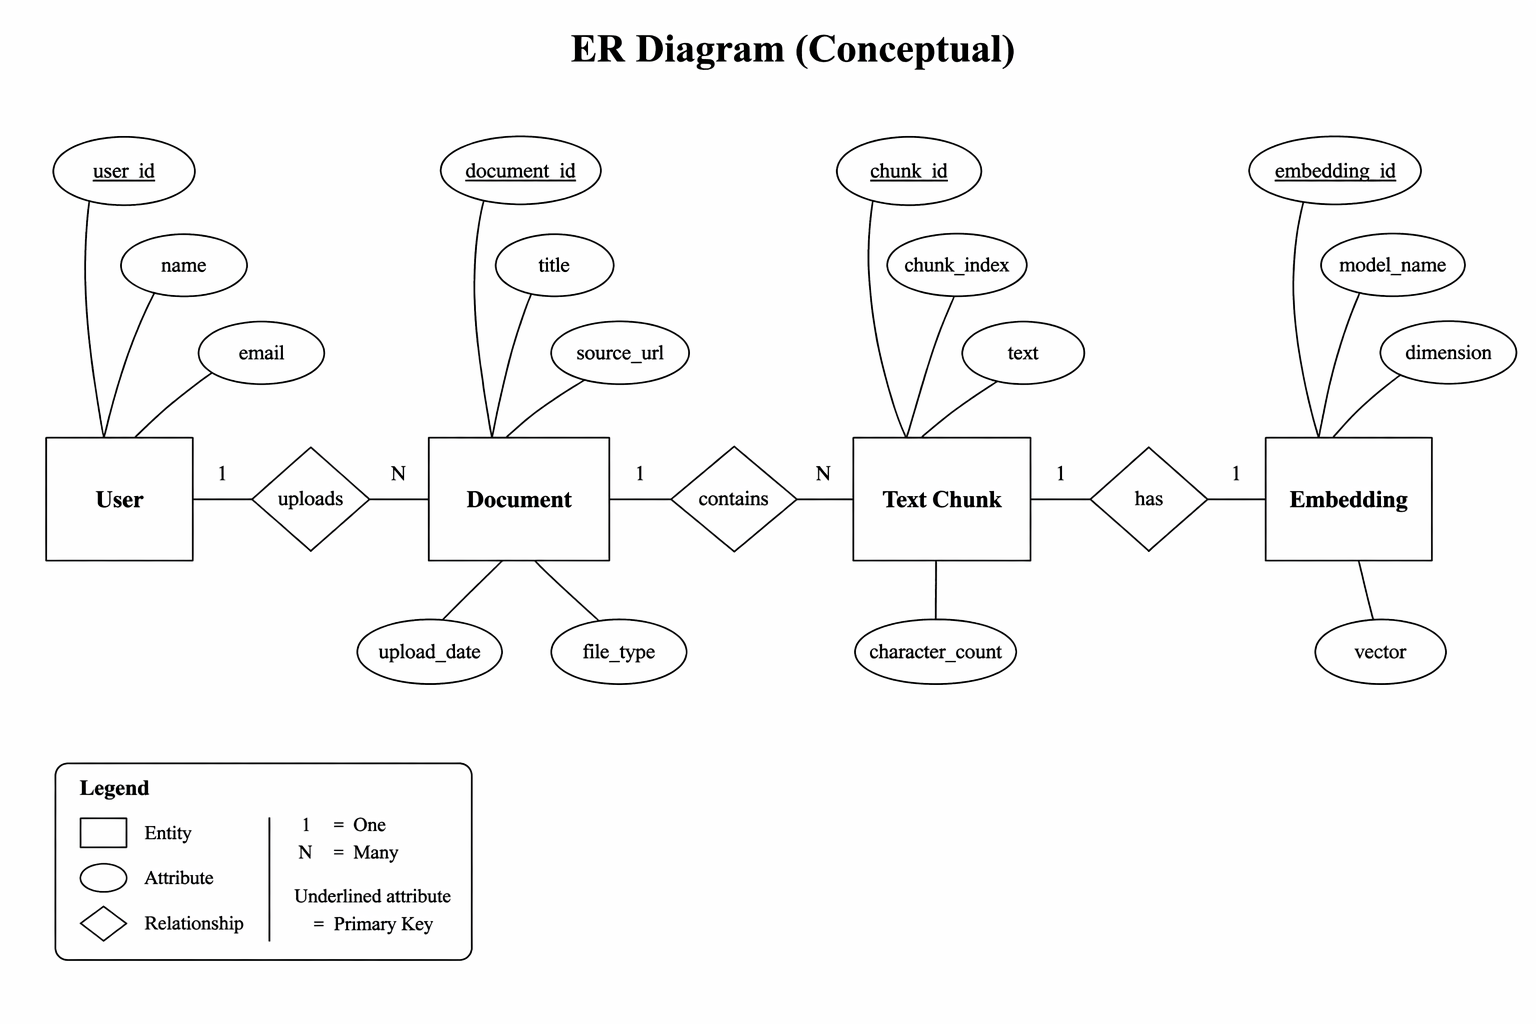 ER Diagram (Conceptual)
user_id
document_id
chunk_id
embedding_id
name
title
chunk_index
model_name
email
source_url
text
dimension
1
N
1
N
1
1
User
uploads
Document
contains
Text Chunk
has
Embedding
upload_date
file_type
character_count
vector
Legend
Entity
Attribute
Relationship
1 = One
N = Many
Underlined attribute
= Primary Key